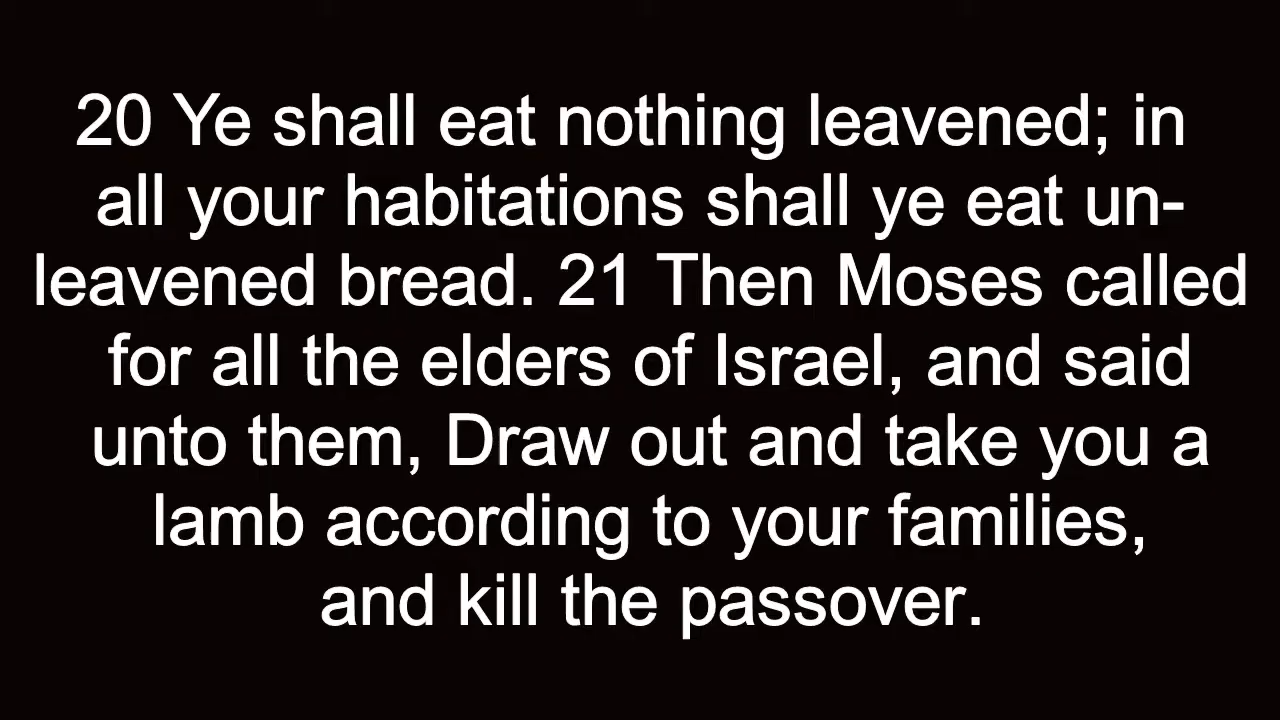 20 Ye shall eat nothing leavened; in
all your habitations shall ye eat un-
leavened bread. 21 Then Moses called
for all the elders of Israel, and said
unto them, Draw out and take you a
lamb according to your families,
and kill the passover.